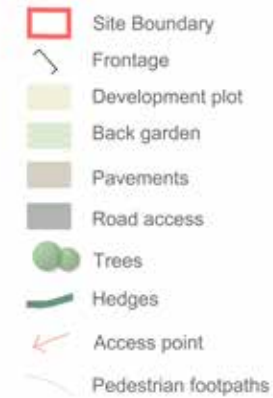 Site Boundary
Frontage
Development plot
Back garden
Pavements
Road access
Trees
Hedges
Access point
Pedestrian footpaths